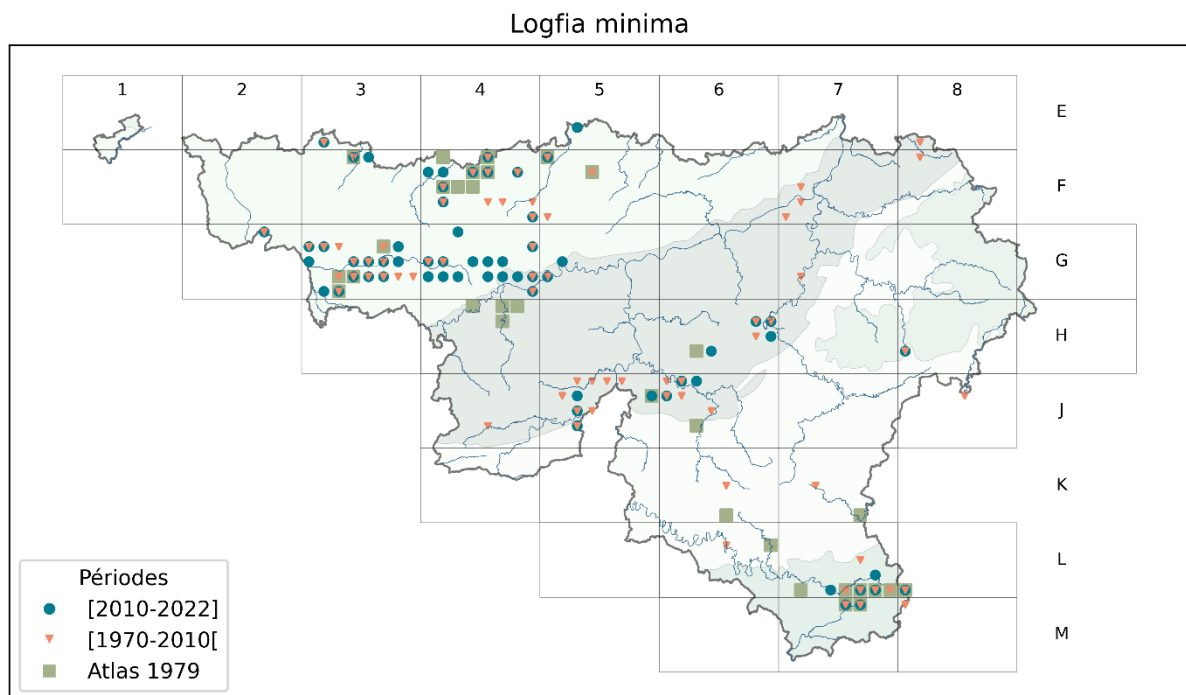 Logfia minima
1 2 3 4 5 6 7 8
E
F
G
H
J
K
L
M
Périodes
[2010-2022]
[1970-2010[
Atlas 1979